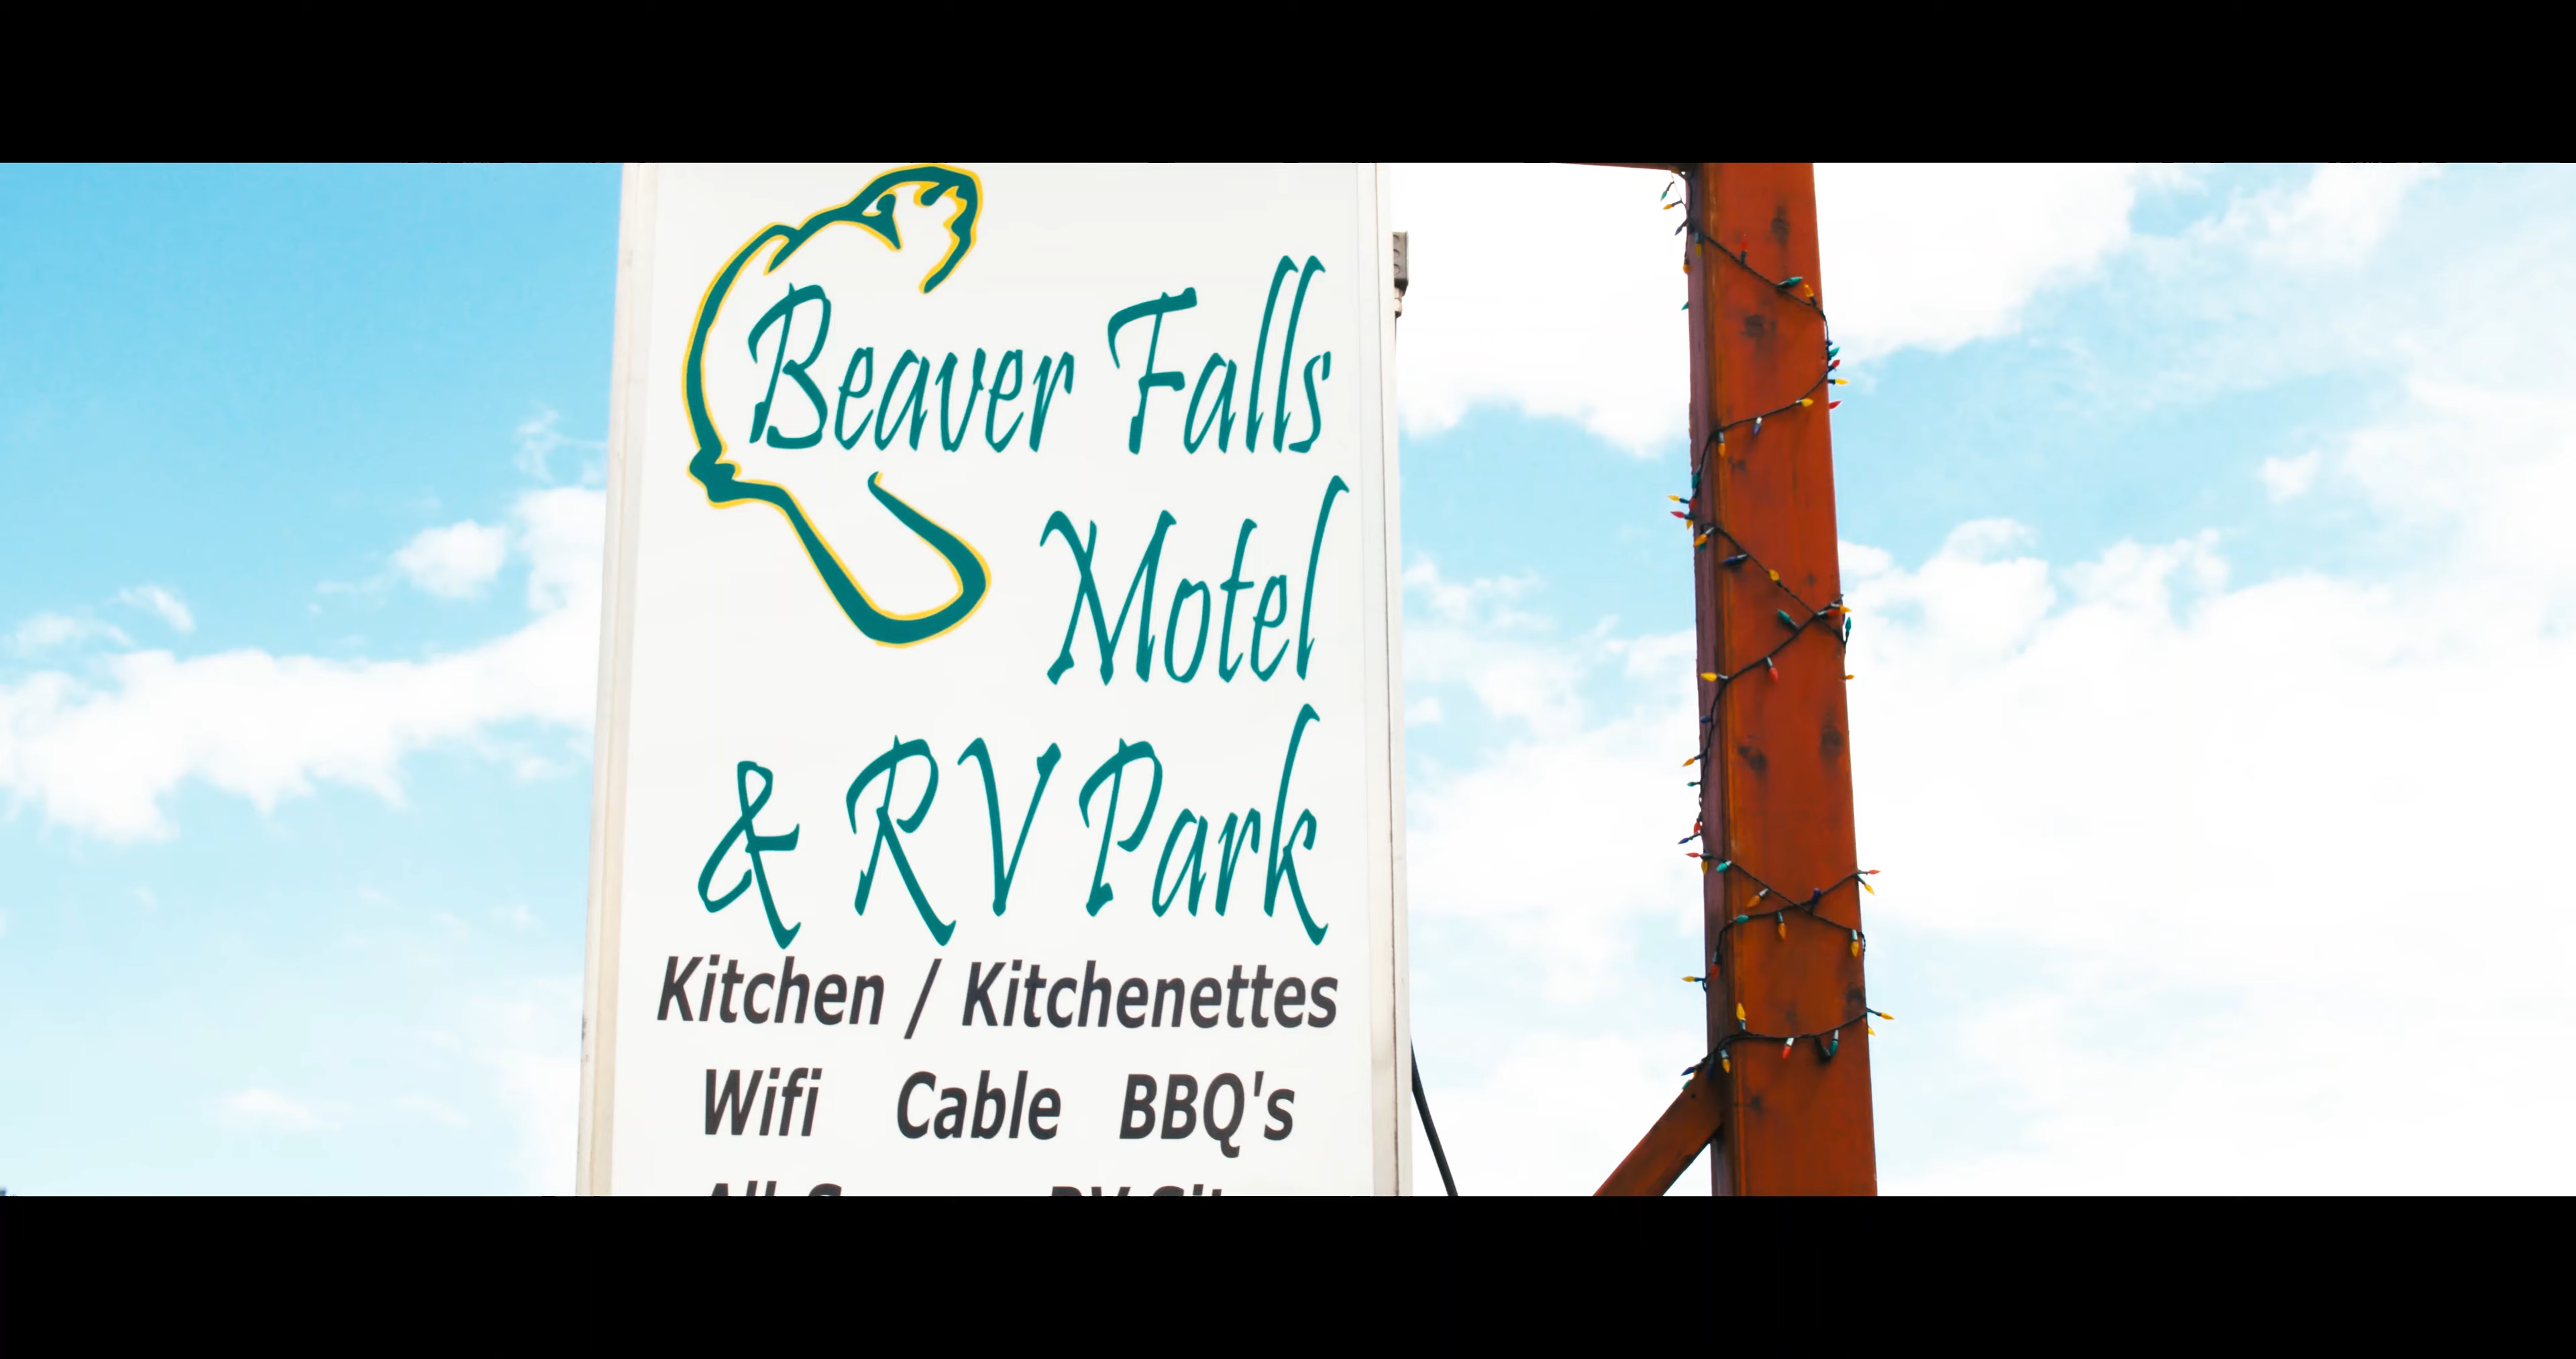 Beaver Falls
Motel
& RV Park
Kitchen / Kitchenettes
Wifi Cable BBQ's